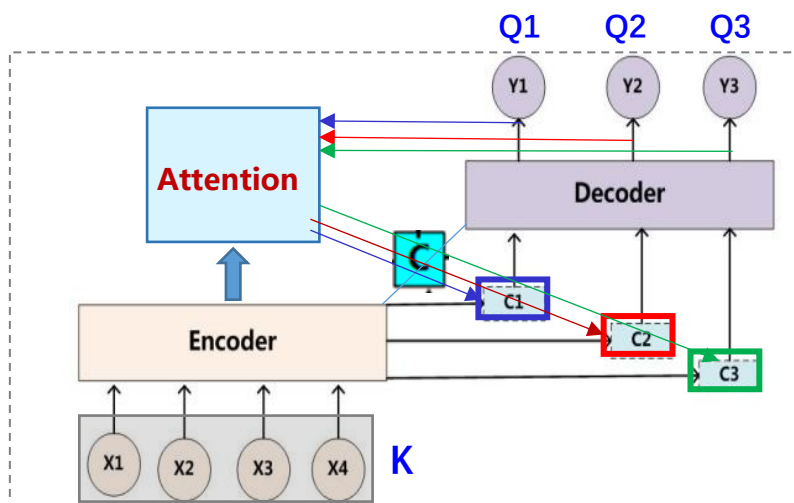 Q1 Q2 Q3
Y1 Y2 Y3
Attention
Decoder
C
C1
Encoder
C2
C3
X1 X2 X3 X4
K